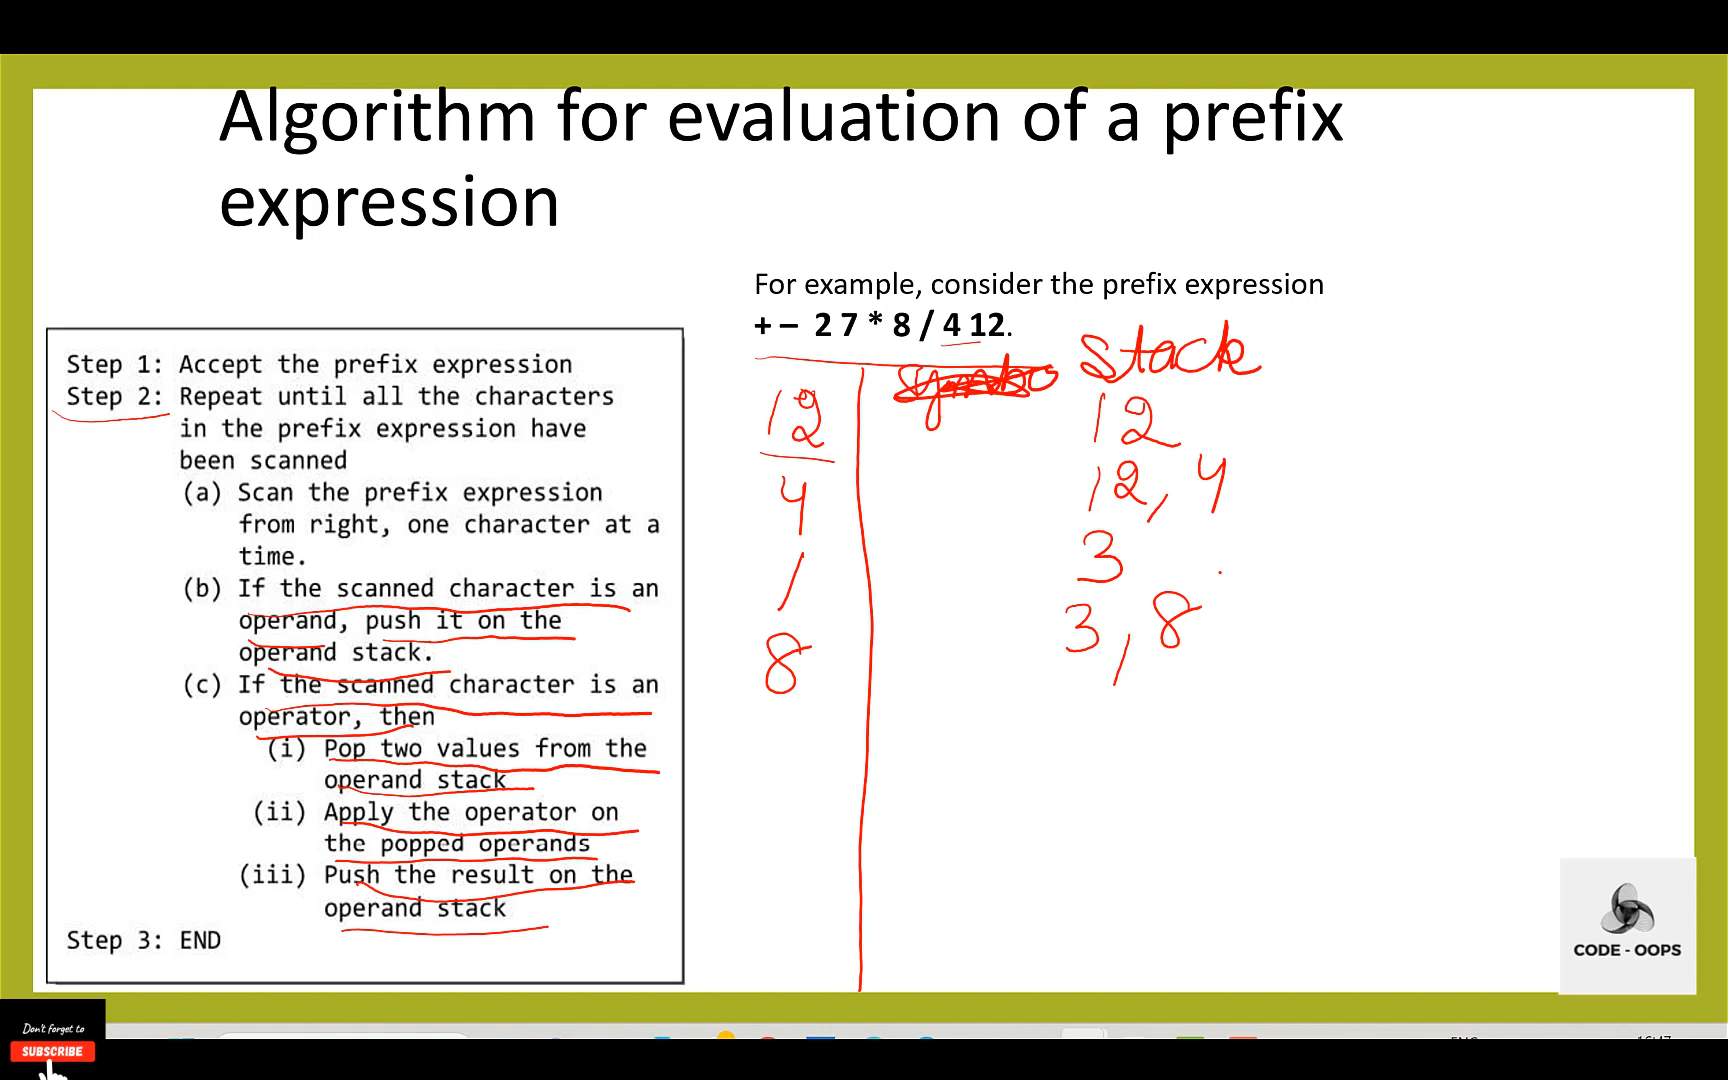 Algorithm for evaluation of a prefix
expression
For example, consider the prefix expression
+ – 2 7 * 8 / 4 12.
Step 1: Accept the prefix expression
Step 2: Repeat until all the characters
in the prefix expression have
been scanned
(a) Scan the prefix expression
from right, one character at a
time.
(b) If the scanned character is an
operand, push it on the
operand stack.
(c) If the scanned character is an
operator, then
(i) Pop two values from the
operand stack
(ii) Apply the operator on
the popped operands
(iii) Push the result on the
operand stack
Step 3: END
Stack
12 12
4 12, 4
/ 3
8 3, 8
CODE - OOPS
Don't forget to
SUBSCRIBE